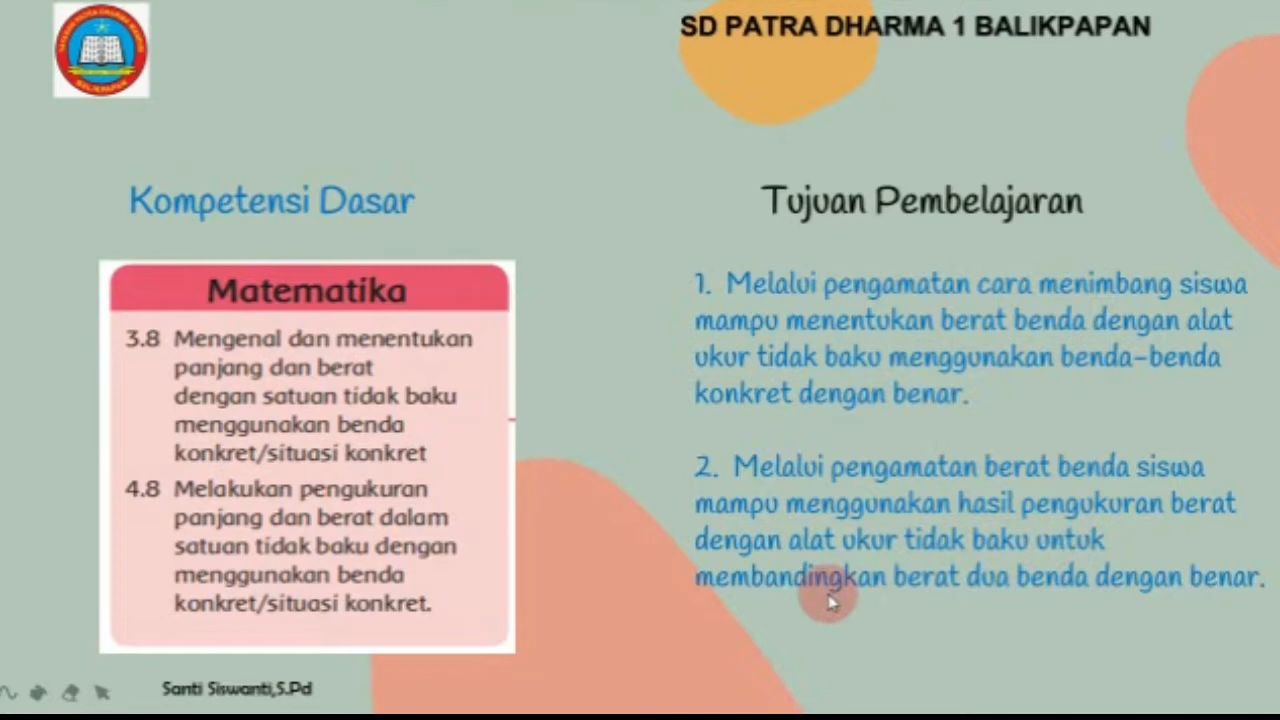 SD PATRA DHARMA 1 BALIKPAPAN
Kompetensi Dasar
Matematika
3.8 Mengenal dan menentukan
panjang dan berat
dengan satuan tidak baku
menggunakan benda
konkret/situasi konkret
4.8 Melakukan pengukuran
panjang dan berat dalam
satuan tidak baku dengan
menggunakan benda
konkret/situasi konkret.
Tujuan Pembelajaran
1. Melalui pengamatan cara menimbang siswa
mampu menentukan berat benda dengan alat
ukur tidak baku menggunakan benda-benda
konkret dengan benar.
2. Melalui pengamatan berat benda siswa
mampu menggunakan hasil pengukuran berat
dengan alat ukur tidak baku untuk
membandingkan berat dua benda dengan benar.
Santi Siswanti,S.Pd